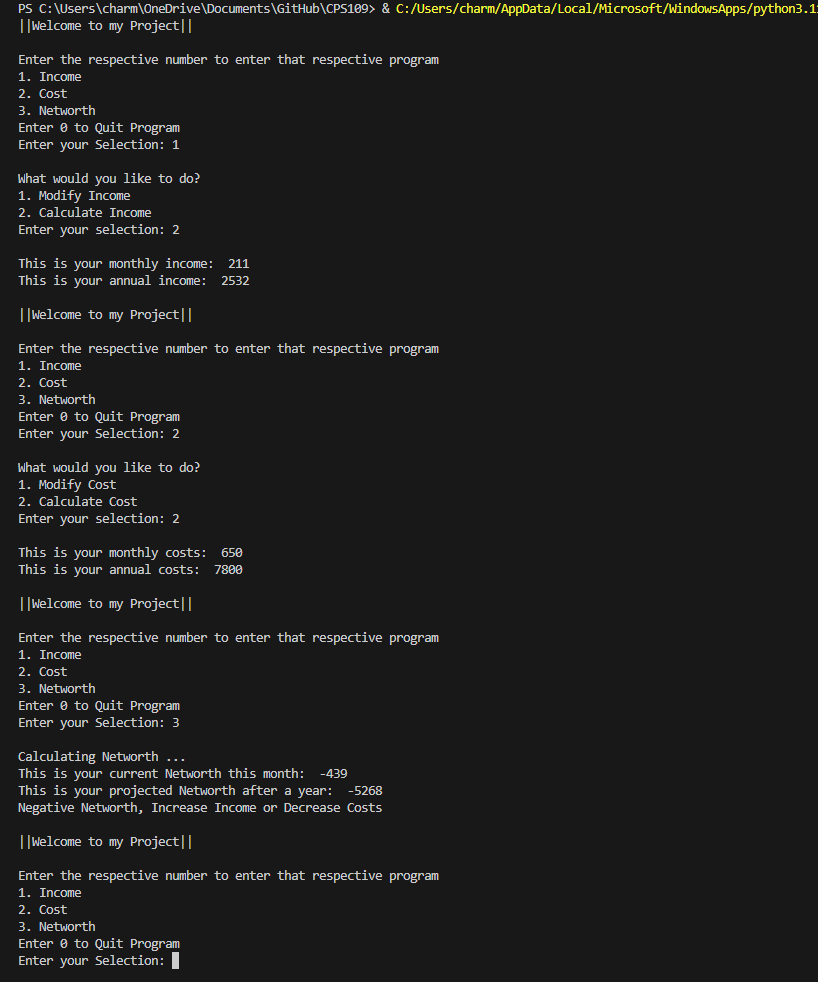 PS C:\Users\charm\OneDrive\Documents\GitHub\CPS109> & C:/Users/charm/AppData/Local/Microsoft/WindowsApps/python3.1
||Welcome to my Project||
Enter the respective number to enter that respective program
1. Income
2. Cost
3. Networth
Enter 0 to Quit Program
Enter your Selection: 1
What would you like to do?
1. Modify Income
2. Calculate Income
Enter your selection: 2
This is your monthly income:  211
This is your annual income:  2532
||Welcome to my Project||
Enter the respective number to enter that respective program
1. Income
2. Cost
3. Networth
Enter 0 to Quit Program
Enter your Selection: 2
What would you like to do?
1. Modify Cost
2. Calculate Cost
Enter your selection: 2
This is your monthly costs:  650
This is your annual costs:  7800
||Welcome to my Project||
Enter the respective number to enter that respective program
1. Income
2. Cost
3. Networth
Enter 0 to Quit Program
Enter your Selection: 3
Calculating Networth ...
This is your current Networth this month:  -439
This is your projected Networth after a year:  -5268
Negative Networth, Increase Income or Decrease Costs
||Welcome to my Project||
Enter the respective number to enter that respective program
1. Income
2. Cost
3. Networth
Enter 0 to Quit Program
Enter your Selection: